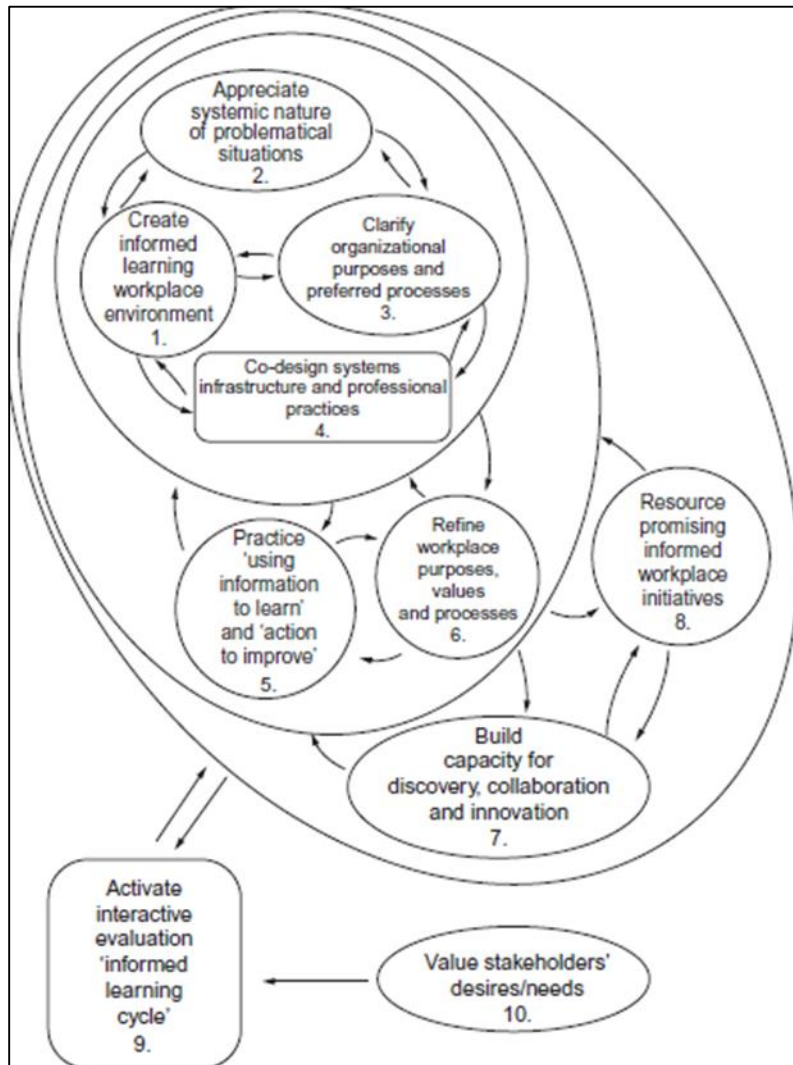 Appreciate
systemic nature
of problematical
situations
2.
Create
informed
learning
workplace
environment
1.
Clarify
organizational
purposes and
preferred processes
3.
Co-design systems
infrastructure and professional
practices
4.
Practice
‘using
information
to learn’
and ‘action
to improve’
5.
Refine
workplace
purposes,
values
and processes
6.
Resource
promising
informed
workplace
initiatives
8.
Build
capacity for
discovery, collaboration
and innovation
7.
Activate
interactive
evaluation
‘informed
learning
cycle’
9.
Value stakeholders’
desires/needs
10.